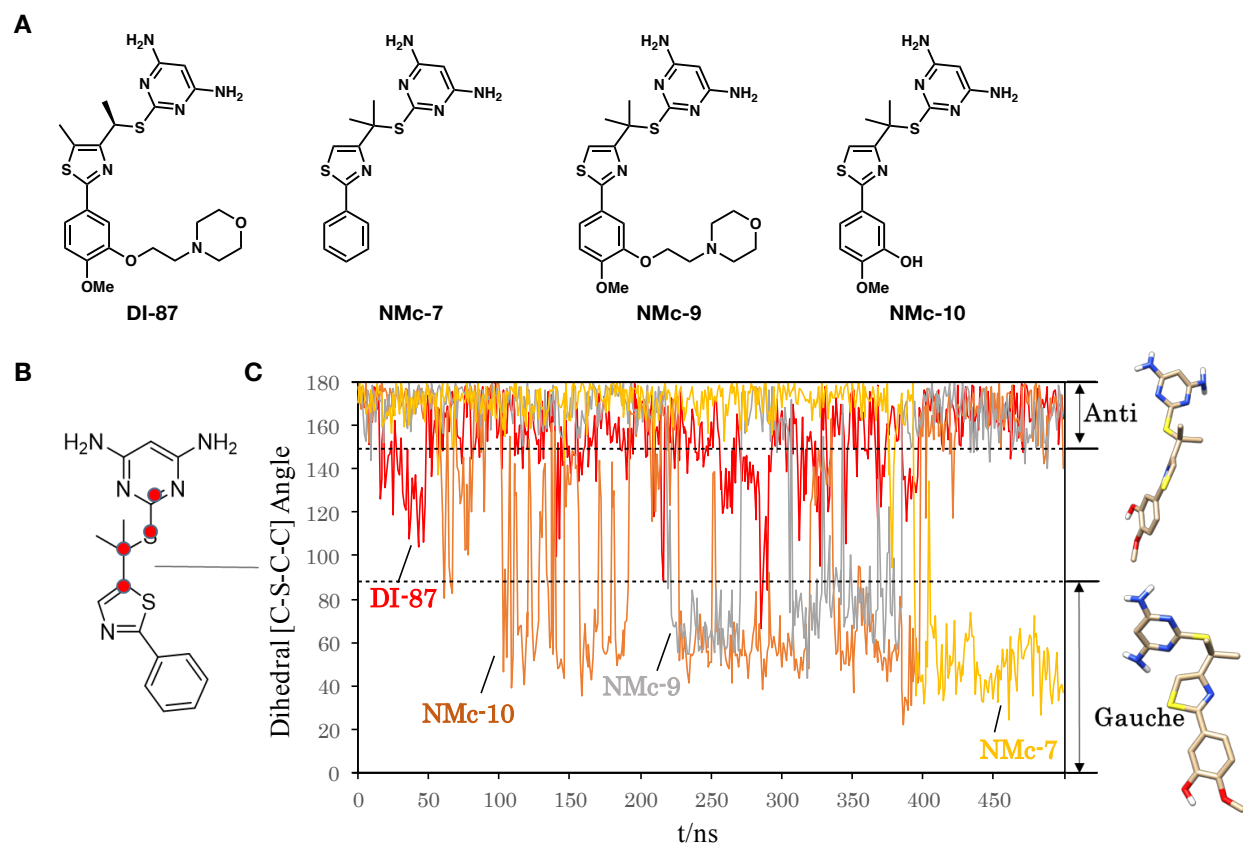 A
H₂N
N
NH₂
N
S
N
S
O
N
O
OMe
DI-87
H₂N
N
NH₂
N
S
N
S
NMc-7
H₂N
N
NH₂
N
S
N
S
O
N
O
OMe
NMc-9
H₂N
N
NH₂
N
S
N
S
OH
OMe
NMc-10
B
H₂N
NH₂
N
N
S
S
N
C
Dihedral [C-S-C-C] Angle
180
160
140
120
100
80
60
40
20
0
0 50 100 150 200 250 300 350 400 450
t/ns
DI-87
NMc-10
NMc-9
NMc-7
Anti
Gauche